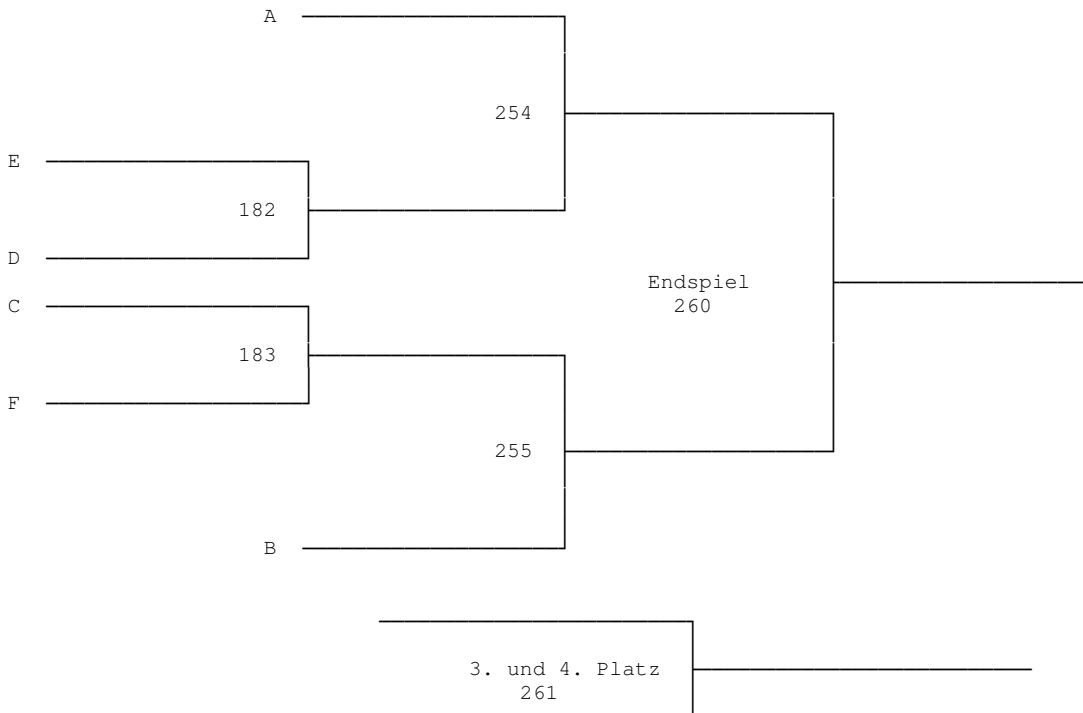 A
254
E
182
D
Endspiel
C
260
183
F
255
B
3. und 4. Platz
261